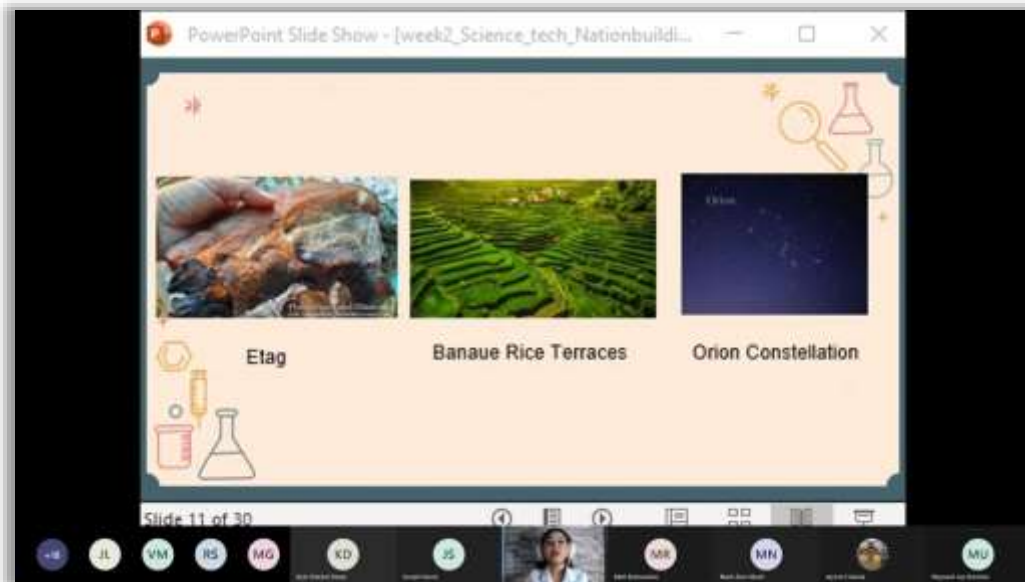 PowerPoint Slide Show - [week2_Science_tech_Nationbuildi...
Orion
Etag
Banaue Rice Terraces
Orion Constellation
Slide 11 of 30
JL
VM
RS
MG
KD
JS
MR
MN
MU